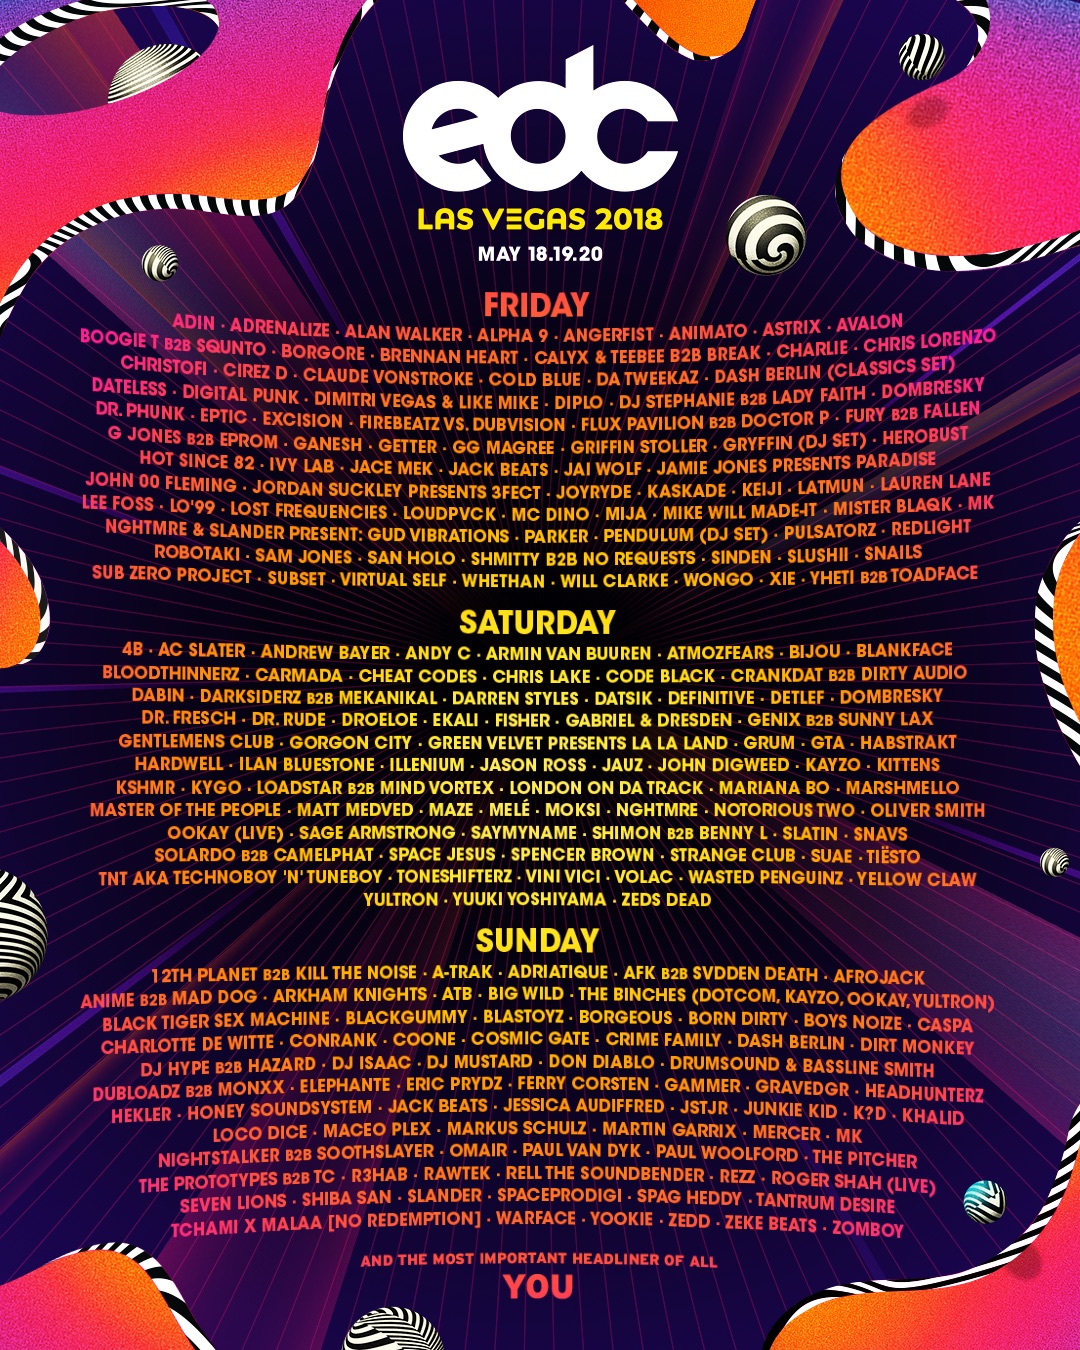 edc
LAS VEGAS 2018
MAY 18.19.20
FRIDAY
ADIN · ADRENALIZE · ALAN WALKER · ALPHA 9 · ANGERFIST · ANIMATO · ASTRIX · AVALON
BOOGIE T B2B SQUNTO · BORGORE · BRENNAN HEART · CALYX & TEEBEE B2B BREAK · CHARLIE · CHRIS LORENZO
CHRISTOFI · CIREZ D · CLAUDE VONSTROKE · COLD BLUE · DA TWEEKAZ · DASH BERLIN (CLASSICS SET)
DATELESS · DIGITAL PUNK · DIMITRI VEGAS & LIKE MIKE · DIPLO · DJ STEPHANIE B2B LADY FAITH · DOMBRESKY
DR. PHUNK · EPTIC · EXCISION · FIREBEATZ VS. DUBVISION · FLUX PAVILION B2B DOCTOR P · FURY B2B FALLEN
G JONES B2B EPROM · GANESH · GETTER · GG MAGREE · GRIFFIN STOLLER · GRYFFIN (DJ SET) · HEROBUST
HOT SINCE 82 · IVY LAB · JACE MEK · JACK BEATS · JAI WOLF · JAMIE JONES PRESENTS PARADISE
JOHN 00 FLEMING · JORDAN SUCKLEY PRESENTS 3FECT · JOYRYDE · KASKADE · KEIJI · LATMUN · LAUREN LANE
LEE FOSS · LO'99 · LOST FREQUENCIES · LOUDPVCK · MC DINO · MIJA · MIKE WILL MADE-IT · MISTER BLAQK · MK
NGHTMRE & SLANDER PRESENT: GUD VIBRATIONS · PARKER · PENDULUM (DJ SET) · PULSATORZ · REDLIGHT
ROBOTAKI · SAM JONES · SAN HOLO · SHMITTY B2B NO REQUESTS · SINDEN · SLUSHII · SNAILS
SUB ZERO PROJECT · SUBSET · VIRTUAL SELF · WHETHAN · WILL CLARKE · WONGO · XIE · YHETI B2B TOADFACE
SATURDAY
4B · AC SLATER · ANDREW BAYER · ANDY C · ARMIN VAN BUUREN · ATMOZFEARS · BIJOU · BLANKFACE
BLOODTHINNERZ · CARMADA · CHEAT CODES · CHRIS LAKE · CODE BLACK · CRANKDAT B2B DIRTY AUDIO
DABIN · DARKSIDERZ B2B MEKANIKAL · DARREN STYLES · DATSIK · DEFINITIVE · DETLEF · DOMBRESKY
DR. FRESCH · DR. RUDE · DROELOE · EKALI · FISHER · GABRIEL & DRESDEN · GENIX B2B SUNNY LAX
GENTLEMENS CLUB · GORGON CITY · GREEN VELVET PRESENTS LA LA LAND · GRUM · GTA · HABSTRAKT
HARDWELL · ILAN BLUESTONE · ILLENIUM · JASON ROSS · JAUZ · JOHN DIGWEED · KAYZO · KITTENS
KSHMR · KYGO · LOADSTAR B2B MIND VORTEX · LONDON ON DA TRACK · MARIANA BO · MARSHMELLO
MASTER OF THE PEOPLE · MATT MEDVED · MAZE · MELÉ · MOKSI · NGHTMRE · NOTORIOUS TWO · OLIVER SMITH
OOKAY (LIVE) · SAGE ARMSTRONG · SAYMYNAME · SHIMON B2B BENNY L · SLATIN · SNAVS
SOLARDO B2B CAMELPHAT · SPACE JESUS · SPENCER BROWN · STRANGE CLUB · SUAE · TIËSTO
TNT AKA TECHNOBOY 'N' TUNEBOY · TONESHIFTERZ · VINI VICI · VOLAC · WASTED PENGUINZ · YELLOW CLAW
YULTRON · YUUKI YOSHIYAMA · ZEDS DEAD
SUNDAY
12TH PLANET B2B KILL THE NOISE · A-TRAK · ADRIATIQUE · AFK B2B SVDDEN DEATH · AFROJACK
ANIME B2B MAD DOG · ARKHAM KNIGHTS · ATB · BIG WILD · THE BINCHES (DOTCOM, KAYZO, OOKAY, YULTRON)
BLACK TIGER SEX MACHINE · BLACKGUMMY · BLASTOYZ · BORGEOUS · BORN DIRTY · BOYS NOIZE · CASPA
CHARLOTTE DE WITTE · CONRANK · COONE · COSMIC GATE · CRIME FAMILY · DASH BERLIN · DIRT MONKEY
DJ HYPE B2B HAZARD · DJ ISAAC · DJ MUSTARD · DON DIABLO · DRUMSOUND & BASSLINE SMITH
DUBLOADZ B2B MONXX · ELEPHANTE · ERIC PRYDZ · FERRY CORSTEN · GAMMER · GRAVEDGR · HEADHUNTERZ
HEKLER · HONEY SOUNDSYSTEM · JACK BEATS · JESSICA AUDIFFRED · JSTJR · JUNKIE KID · K?D · KHALID
LOCO DICE · MACEO PLEX · MARKUS SCHULZ · MARTIN GARRIX · MERCER · MK
NIGHTSTALKER B2B SOOTHSLAYER · OMAIR · PAUL VAN DYK · PAUL WOOLFORD · THE PITCHER
THE PROTOTYPES B2B TC · R3HAB · RAWTEK · RELL THE SOUNDBENDER · REZZ · ROGER SHAH (LIVE)
SEVEN LIONS · SHIBA SAN · SLANDER · SPACEPRODIGI · SPAG HEDDY · TANTRUM DESIRE
TCHAMI X MALAA [NO REDEMPTION] · WARFACE · YOOKIE · ZEDD · ZEKE BEATS · ZOMBOY
AND THE MOST IMPORTANT HEADLINER OF ALL
YOU